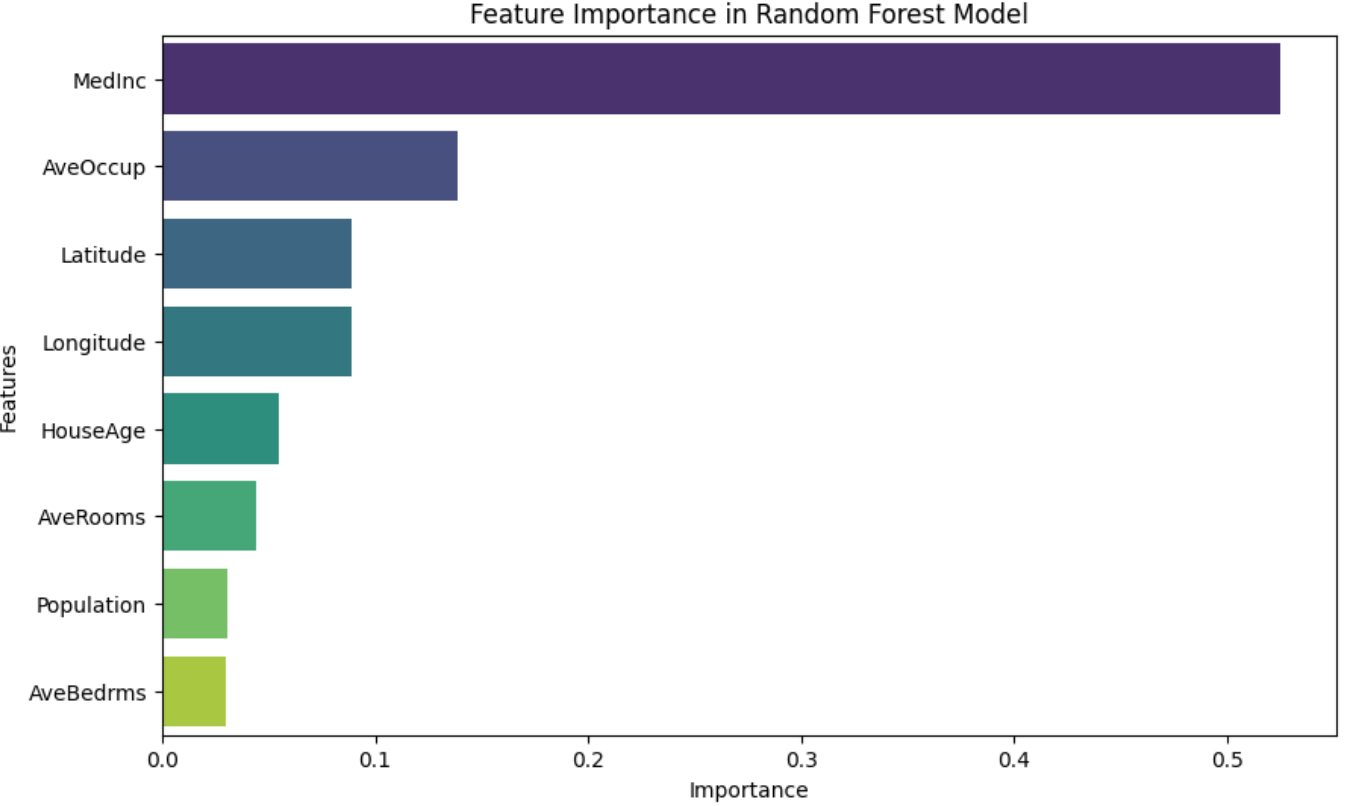 Feature Importance in Random Forest Model
Features
MedInc
AveOccup
Latitude
Longitude
HouseAge
AveRooms
Population
AveBedrms
0.0 0.1 0.2 0.3 0.4 0.5
Importance